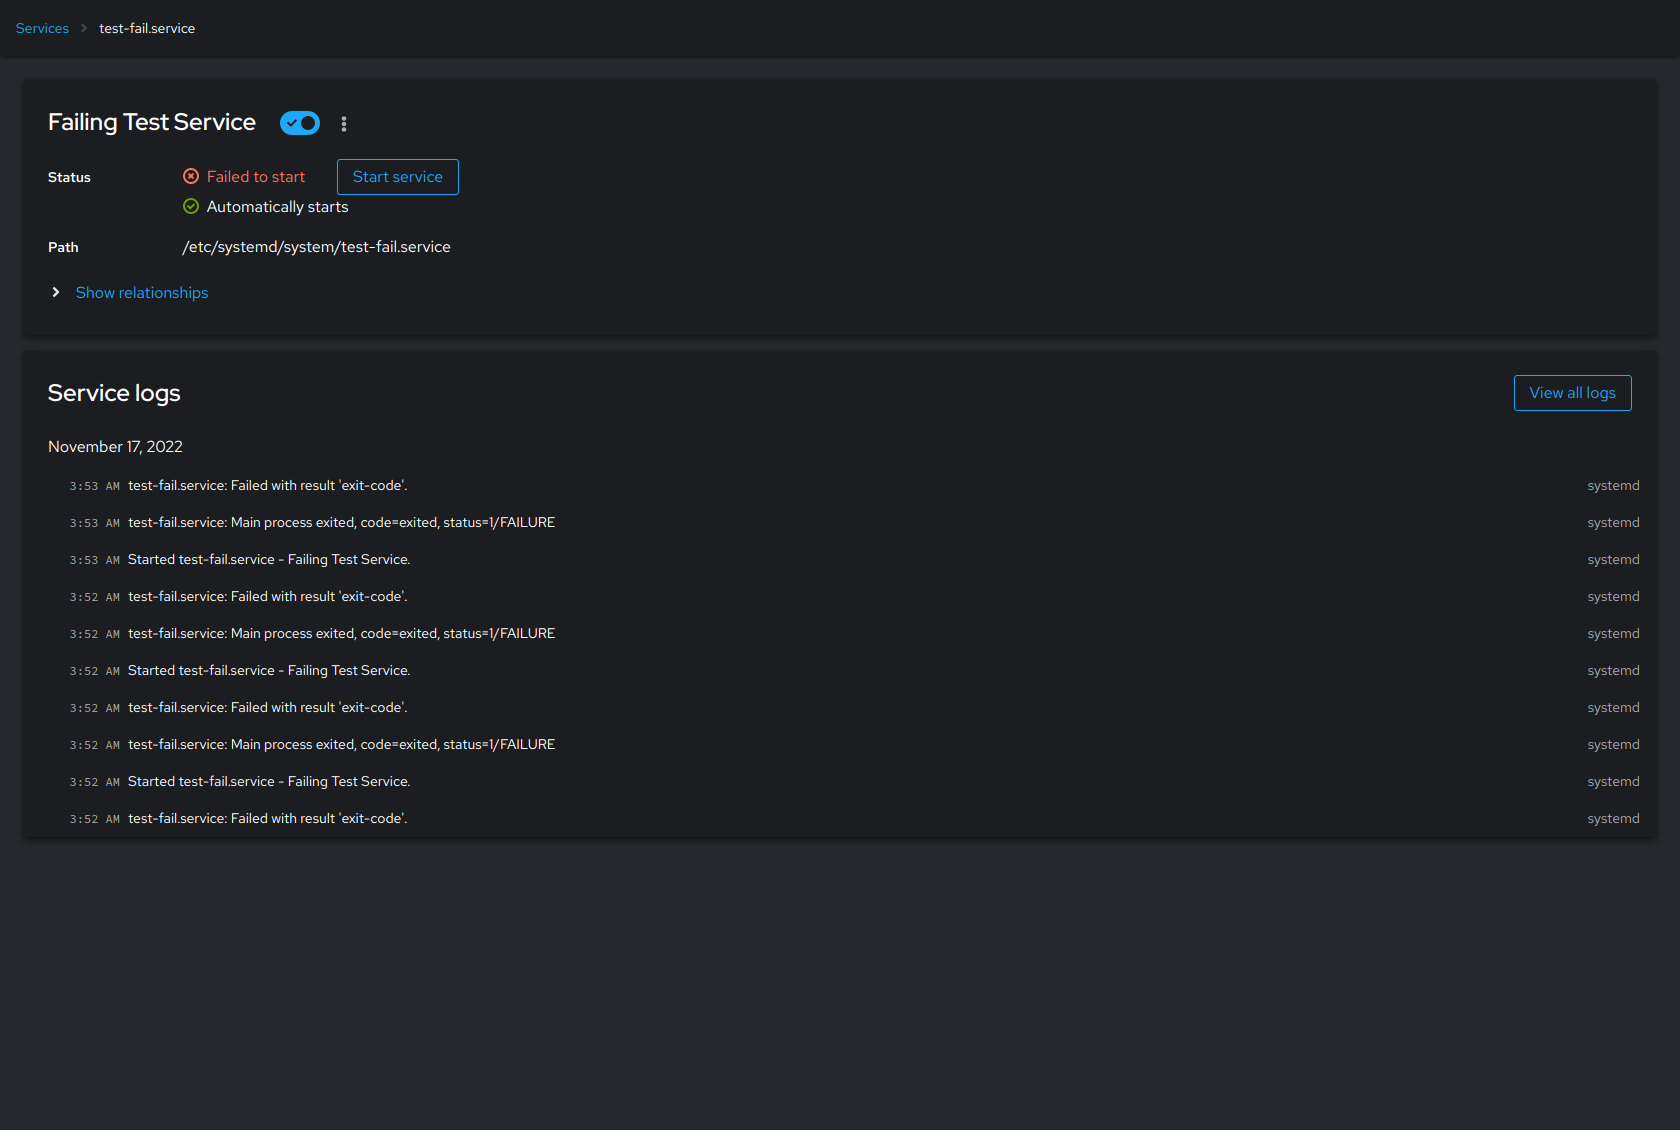 Services > test-fail.service
Failing Test Service
Status Failed to start Start service
Automatically starts
Path /etc/systemd/system/test-fail.service
Show relationships
Service logs View all logs
November 17, 2022
3:53 AM test-fail.service: Failed with result 'exit-code'. systemd
3:53 AM test-fail.service: Main process exited, code=exited, status=1/FAILURE systemd
3:53 AM Started test-fail.service - Failing Test Service. systemd
3:52 AM test-fail.service: Failed with result 'exit-code'. systemd
3:52 AM test-fail.service: Main process exited, code=exited, status=1/FAILURE systemd
3:52 AM Started test-fail.service - Failing Test Service. systemd
3:52 AM test-fail.service: Failed with result 'exit-code'. systemd
3:52 AM test-fail.service: Main process exited, code=exited, status=1/FAILURE systemd
3:52 AM Started test-fail.service - Failing Test Service. systemd
3:52 AM test-fail.service: Failed with result 'exit-code'. systemd